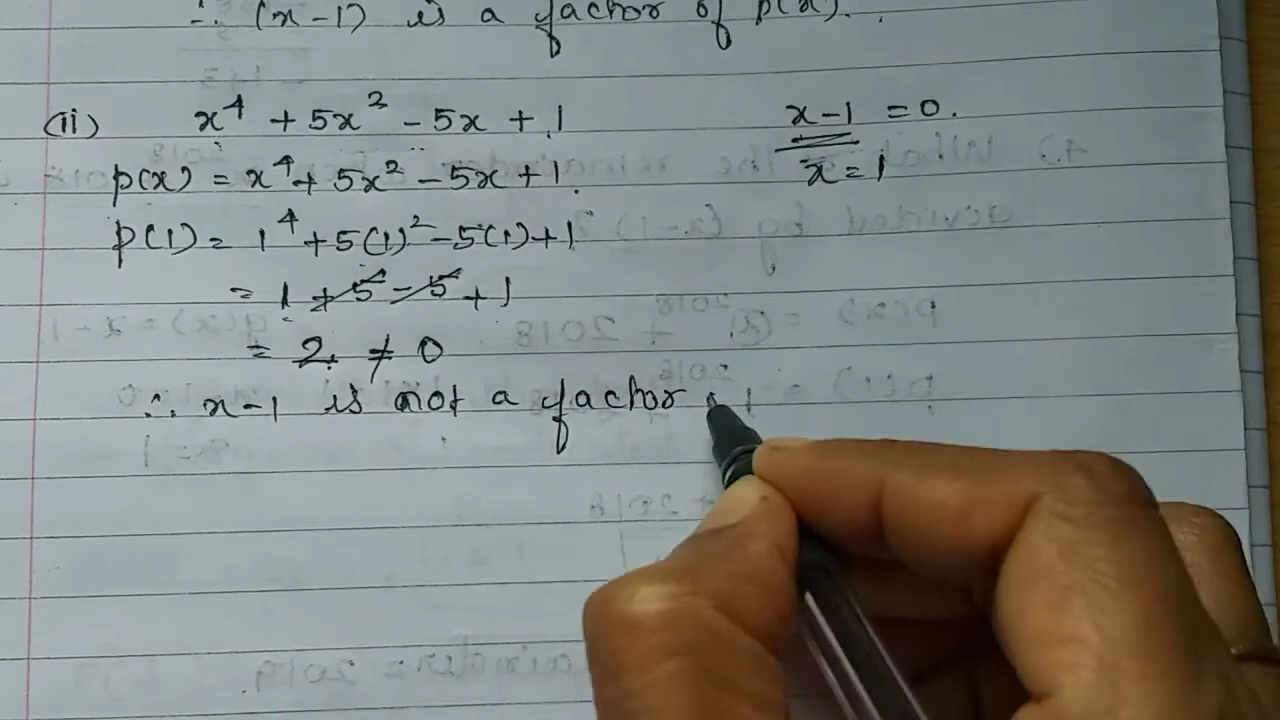 ∴ (x-1) is a factor of p(x).
(ii) x⁴ + 5x² - 5x + 1 x-1 = 0.
p(x) = x⁴ + 5x² - 5x + 1. x = 1
p(1) = 1⁴ + 5(1)² - 5(1) + 1
= 1 + 5 - 5 + 1
= 2. ≠ 0
∴ x-1 is not a factor